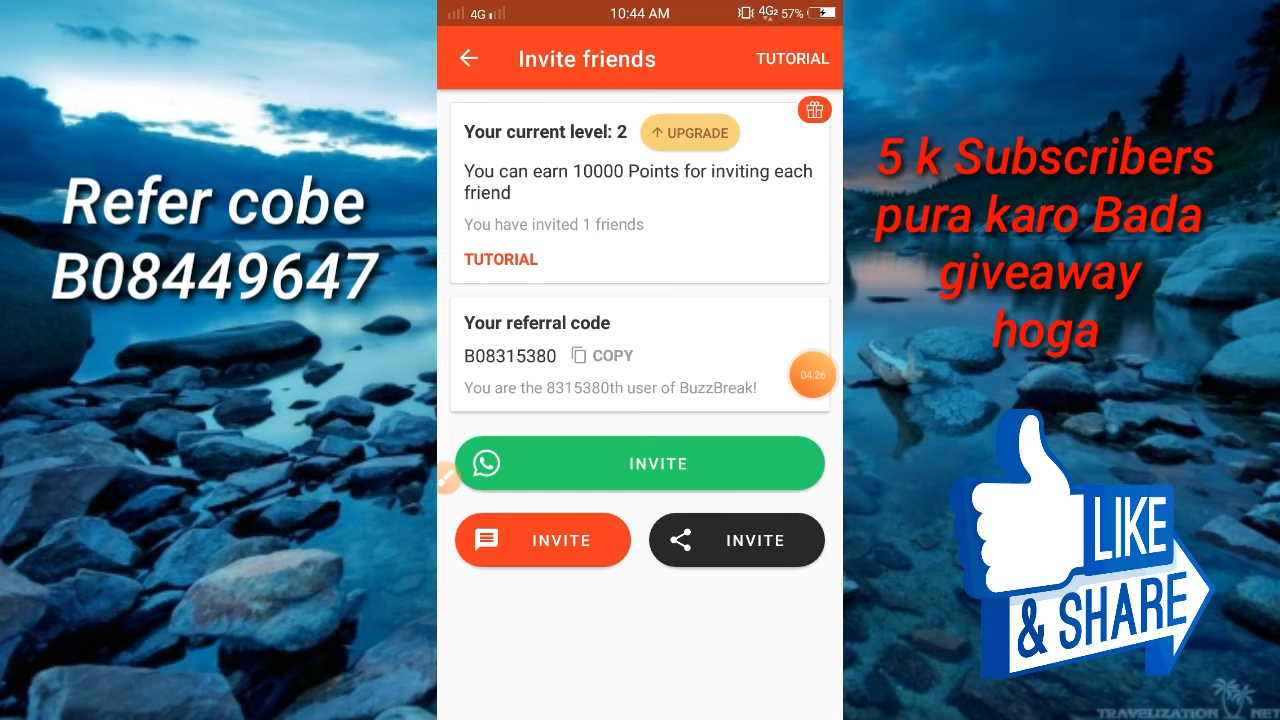 4G
10:44 AM
4G2 57%
Invite friends
TUTORIAL
Your current level: 2
UPGRADE
You can earn 10000 Points for inviting each
friend
You have invited 1 friends
TUTORIAL
Your referral code
B08315380
COPY
You are the 8315380th user of BuzzBreak!
04:26
INVITE
INVITE
INVITE
Refer cobe
B08449647
5 k Subscribers
pura karo Bada
giveaway
hoga
LIKE
& SHARE
TRAVELIZATION.NET